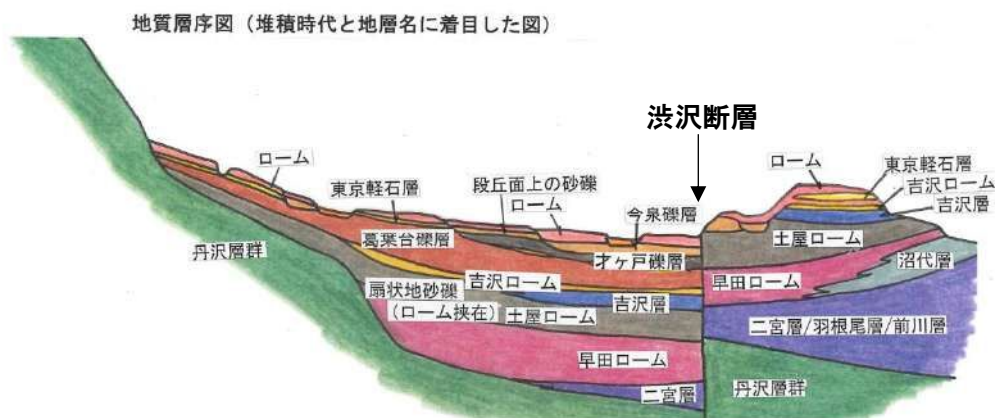 地質層序図（堆積時代と地層名に着目した図）
渋沢断層
ローム
東京軽石層
段丘面上の砂礫
ローム
今泉礫層
ローム
東京軽石層
吉沢ローム
吉沢層
丹沢層群
葛葉台礫層
才ヶ戸礫層
土屋ローム
沼代層
吉沢ローム
早田ローム
扇状地砂礫
（ローム挟在）
吉沢層
土屋ローム
二宮層/羽根尾層/前川層
早田ローム
二宮層
丹沢層群